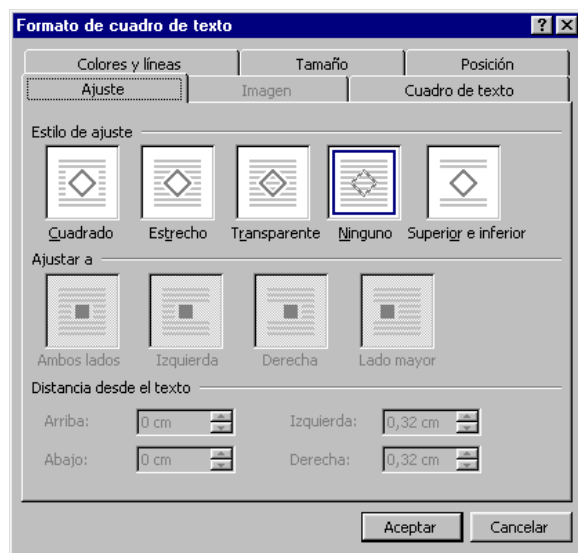 Formato de cuadro de texto
Colores y líneas Tamaño Posición
Ajuste Imagen Cuadro de texto
Estilo de ajuste
Cuadrado Estrecho Transparente Ninguno Superior e inferior
Ajustar a
Ambos lados Izquierda Derecha Lado mayor
Distancia desde el texto
Arriba: 0 cm Izquierda: 0,32 cm
Abajo: 0 cm Derecha: 0,32 cm
Aceptar Cancelar